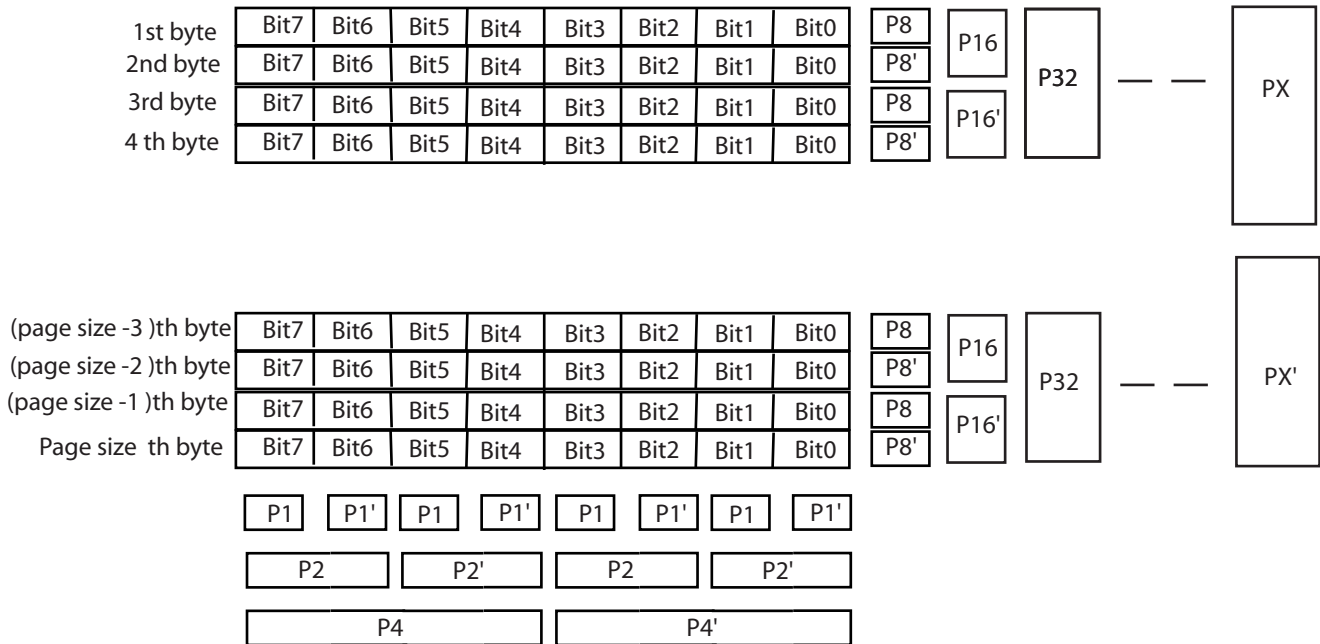 1st byte Bit7 Bit6 Bit5 Bit4 Bit3 Bit2 Bit1 Bit0 P8 P16 P32 PX
2nd byte Bit7 Bit6 Bit5 Bit4 Bit3 Bit2 Bit1 Bit0 P8'
3rd byte Bit7 Bit6 Bit5 Bit4 Bit3 Bit2 Bit1 Bit0 P8 P16'
4 th byte Bit7 Bit6 Bit5 Bit4 Bit3 Bit2 Bit1 Bit0 P8'
(page size -3 )th byte Bit7 Bit6 Bit5 Bit4 Bit3 Bit2 Bit1 Bit0 P8 P16 P32 PX'
(page size -2 )th byte Bit7 Bit6 Bit5 Bit4 Bit3 Bit2 Bit1 Bit0 P8'
(page size -1 )th byte Bit7 Bit6 Bit5 Bit4 Bit3 Bit2 Bit1 Bit0 P8 P16'
Page size th byte Bit7 Bit6 Bit5 Bit4 Bit3 Bit2 Bit1 Bit0 P8'
P1 P1' P1 P1' P1 P1' P1 P1'
P2 P2' P2 P2'
P4 P4'